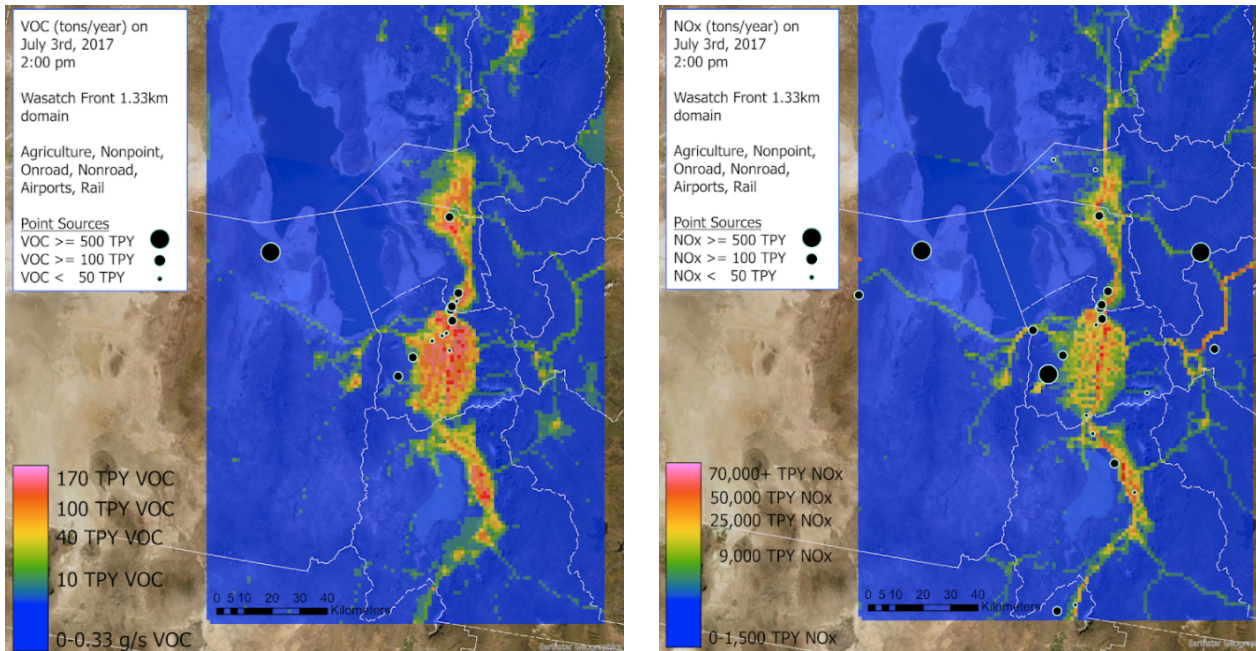 VOC (tons/year) on
July 3rd, 2017
2:00 pm
Wasatch Front 1.33km
domain
Agriculture, Nonpoint,
Onroad, Nonroad,
Airports, Rail
Point Sources
VOC >= 500 TPY
VOC >= 100 TPY
VOC < 50 TPY
170 TPY VOC
100 TPY VOC
40 TPY VOC
10 TPY VOC
0-0.33 g/s VOC
0 5 10 20 30 40
Kilometers
Earthstar Geographics
NOx (tons/year) on
July 3rd, 2017
2:00 pm
Wasatch Front 1.33km
domain
Agriculture, Nonpoint,
Onroad, Nonroad,
Airports, Rail
Point Sources
NOx >= 500 TPY
NOx >= 100 TPY
NOx < 50 TPY
70,000+ TPY NOx
50,000 TPY NOx
25,000 TPY NOx
9,000 TPY NOx
0-1,500 TPY NOx
0 5 10 20 30 40
Kilometers
Earthstar Geographics